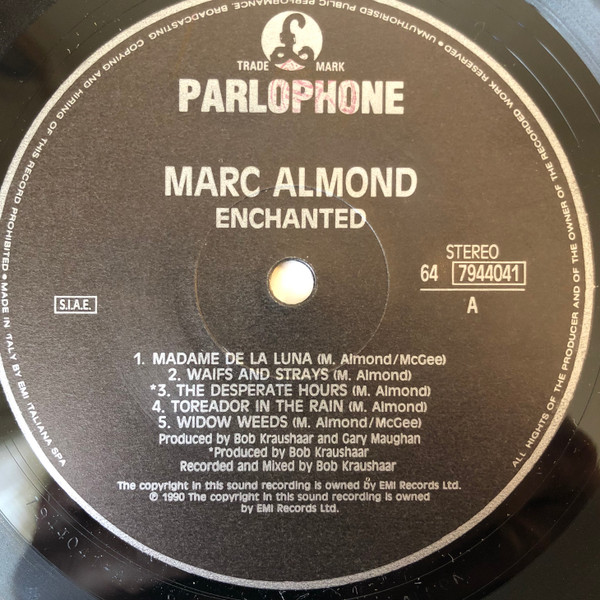 TRADE MARK
PARLOPHONE
MARC ALMOND
ENCHANTED
STEREO
64 7944041
A
S.I.A.E.
1. MADAME DE LA LUNA (M. Almond/McGee)
2. WAIFS AND STRAYS (M. Almond)
*3. THE DESPERATE HOURS (M. Almond)
4. TOREADOR IN THE RAIN (M. Almond)
5. WIDOW WEEDS (M. Almond/McGee)
Produced by Bob Kraushaar and Gary Maughan
*Produced by Bob Kraushaar
Recorded and Mixed by Bob Kraushaar
The copyright in this sound recording is owned by EMI Records Ltd.
℗ 1990 The copyright in this sound recording is owned
by EMI Records Ltd.
ALL RIGHTS OF THE PRODUCER AND OF THE OWNER OF THE RECORDED WORK RESERVED • UNAUTHORISED PUBLIC PERFORMANCE, BROADCASTING, COPYING AND HIRING OF THIS RECORD PROHIBITED • MADE IN ITALY BY EMI ITALIANA SPA